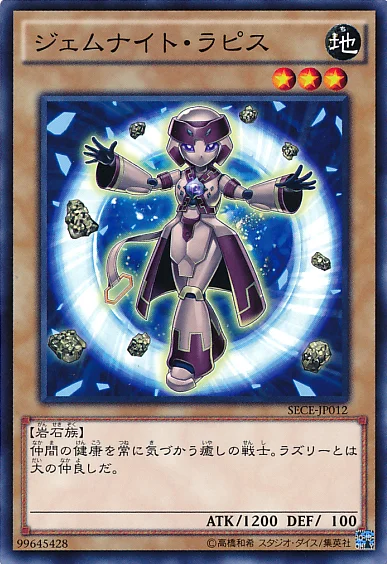 ジェムナイト・ラピス
地
SECE-JP012
【岩石族】
仲間の健康を常に気づかう癒しの戦士。ラズリーとは
大の仲良しだ。
ATK/1200 DEF/ 100
99645428
©高橋和希 スタジオ・ダイス/集英社